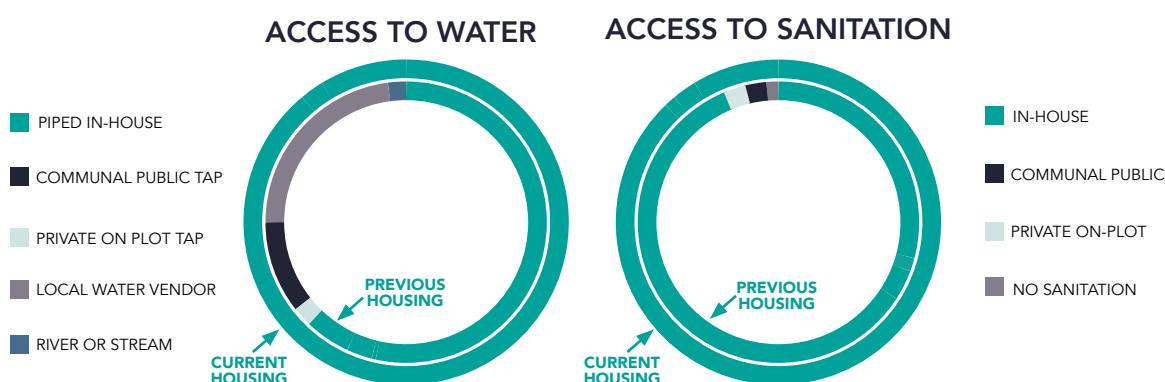 ACCESS TO WATER
PIPED IN-HOUSE
COMMUNAL PUBLIC TAP
PRIVATE ON PLOT TAP
LOCAL WATER VENDOR
RIVER OR STREAM
PREVIOUS
HOUSING
CURRENT
HOUSING
ACCESS TO SANITATION
IN-HOUSE
COMMUNAL PUBLIC
PRIVATE ON-PLOT
NO SANITATION
PREVIOUS
HOUSING
CURRENT
HOUSING